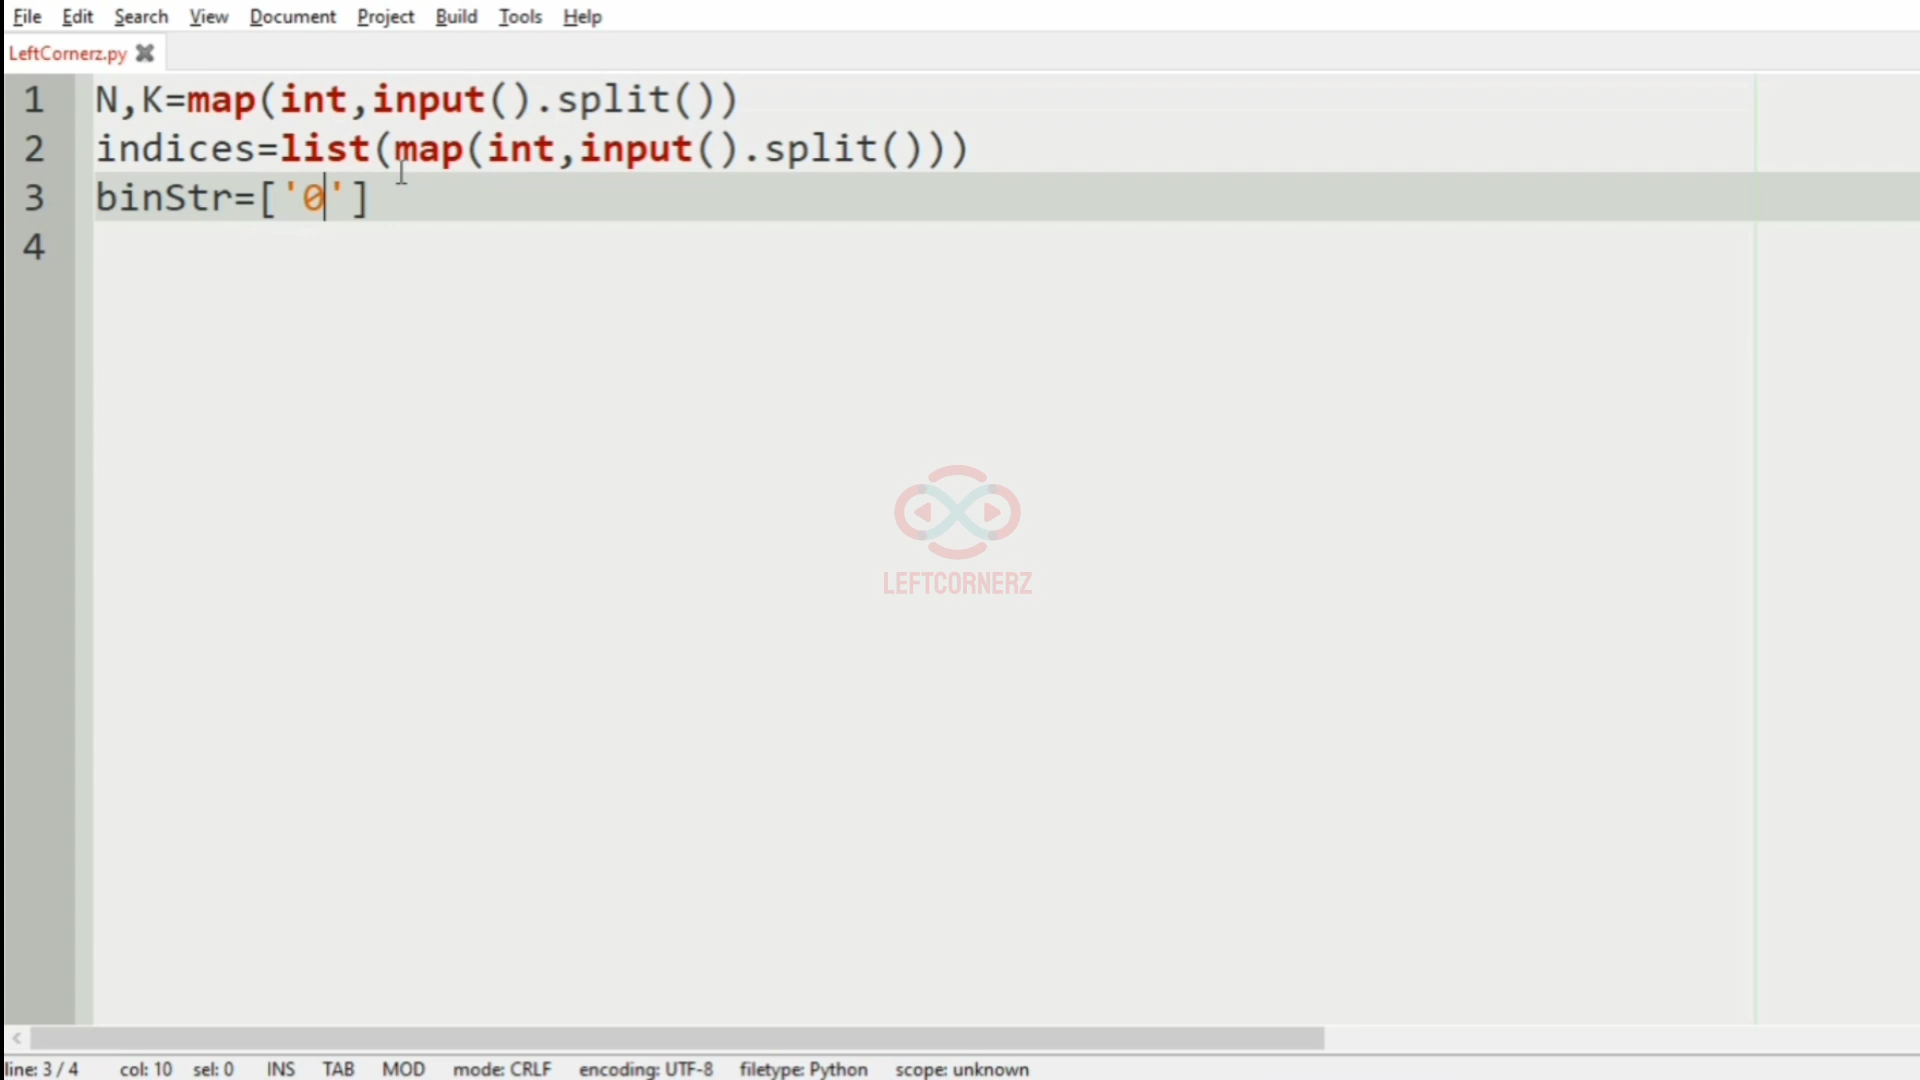 File Edit Search View Document Project Build Tools Help
LeftCornerz.py
1 N,K=map(int,input().split())
2 indices=list(map(int,input().split()))
3 binStr=['0']
4
LEFTCORNERZ
line: 3 / 4 col: 10 sel: 0 INS TAB MOD mode: CRLF encoding: UTF-8 filetype: Python scope: unknown